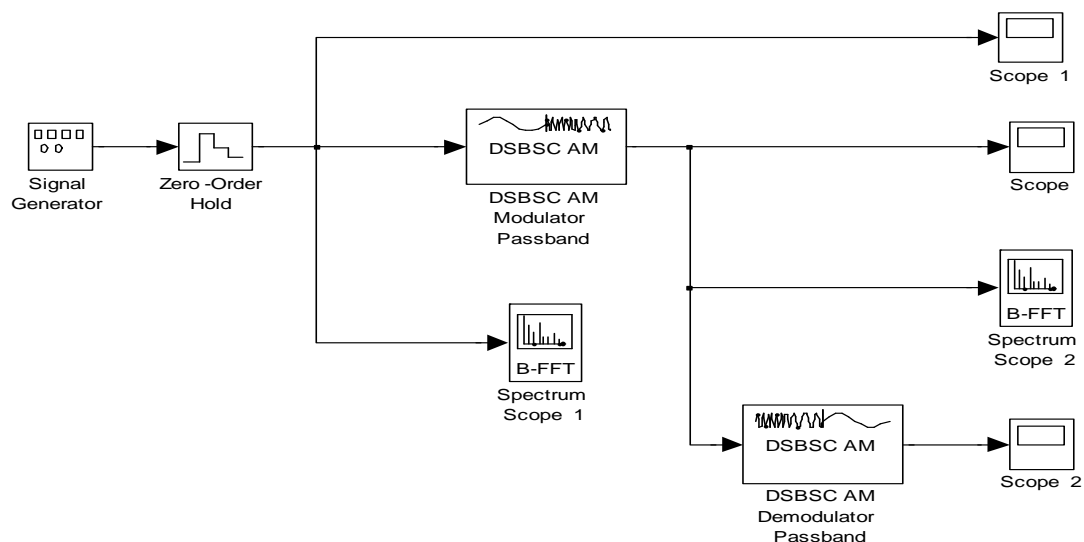 Scope 1
DSBSC AM
Signal
Generator
Zero -Order
Hold
DSBSC AM
Modulator
Passband
Scope
B-FFT
Spectrum
Scope 1
B-FFT
Spectrum
Scope 2
DSBSC AM
DSBSC AM
Demodulator
Passband
Scope 2